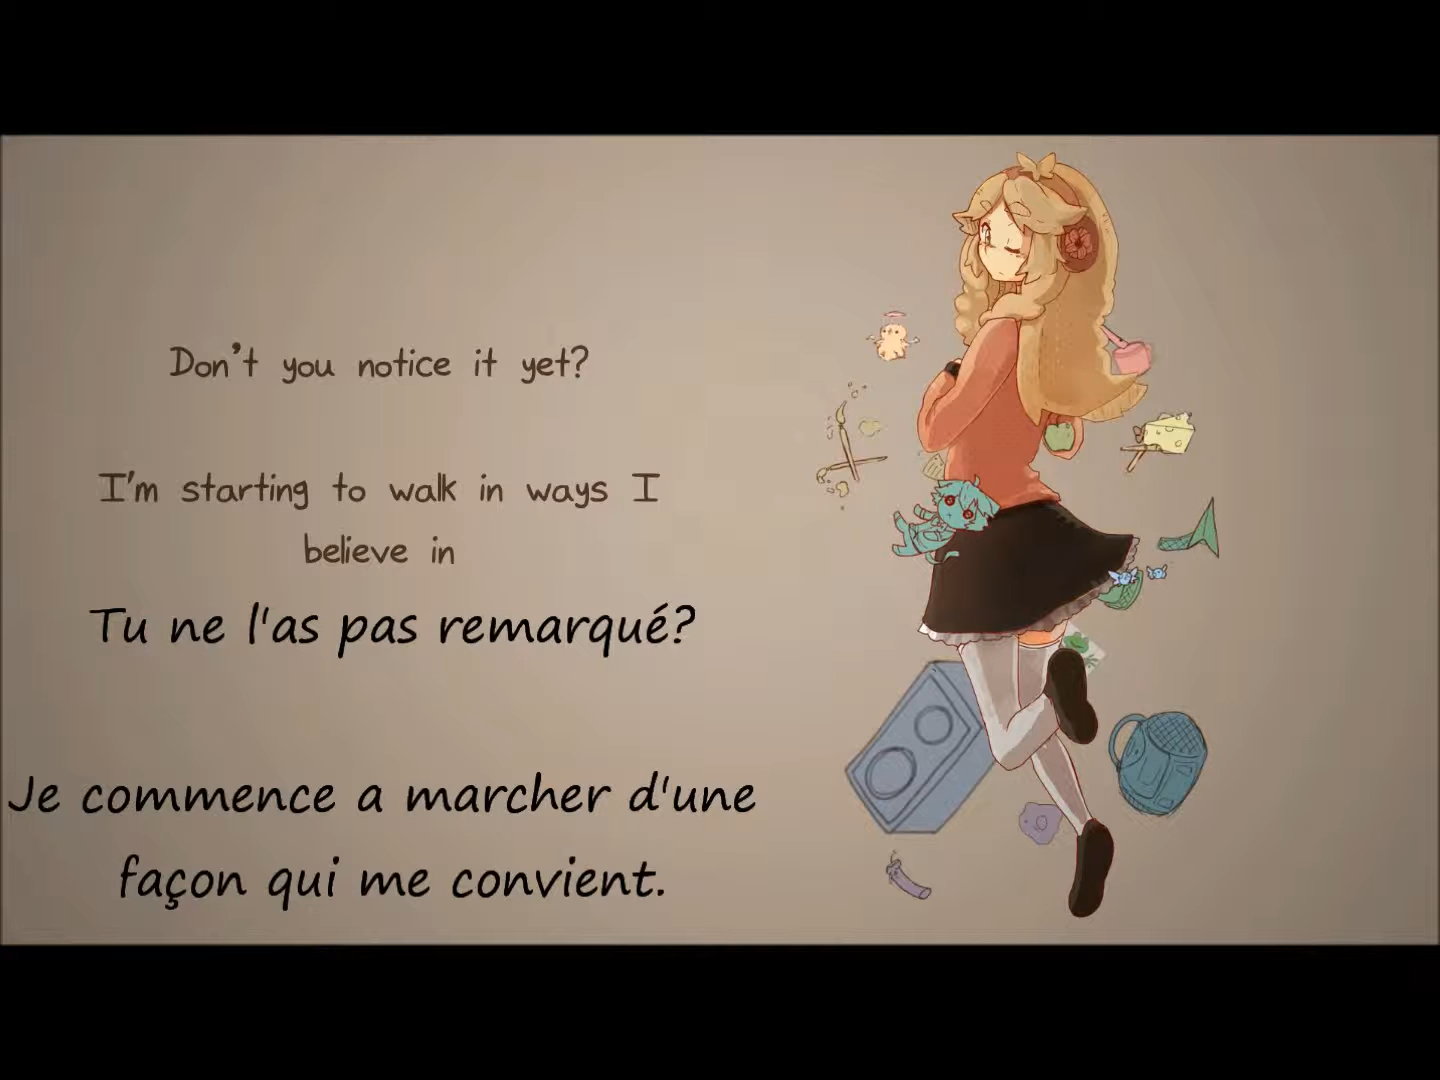 Don't you notice it yet?
I'm starting to walk in ways I
believe in
Tu ne l'as pas remarqué?
Je commence a marcher d'une
façon qui me convient.